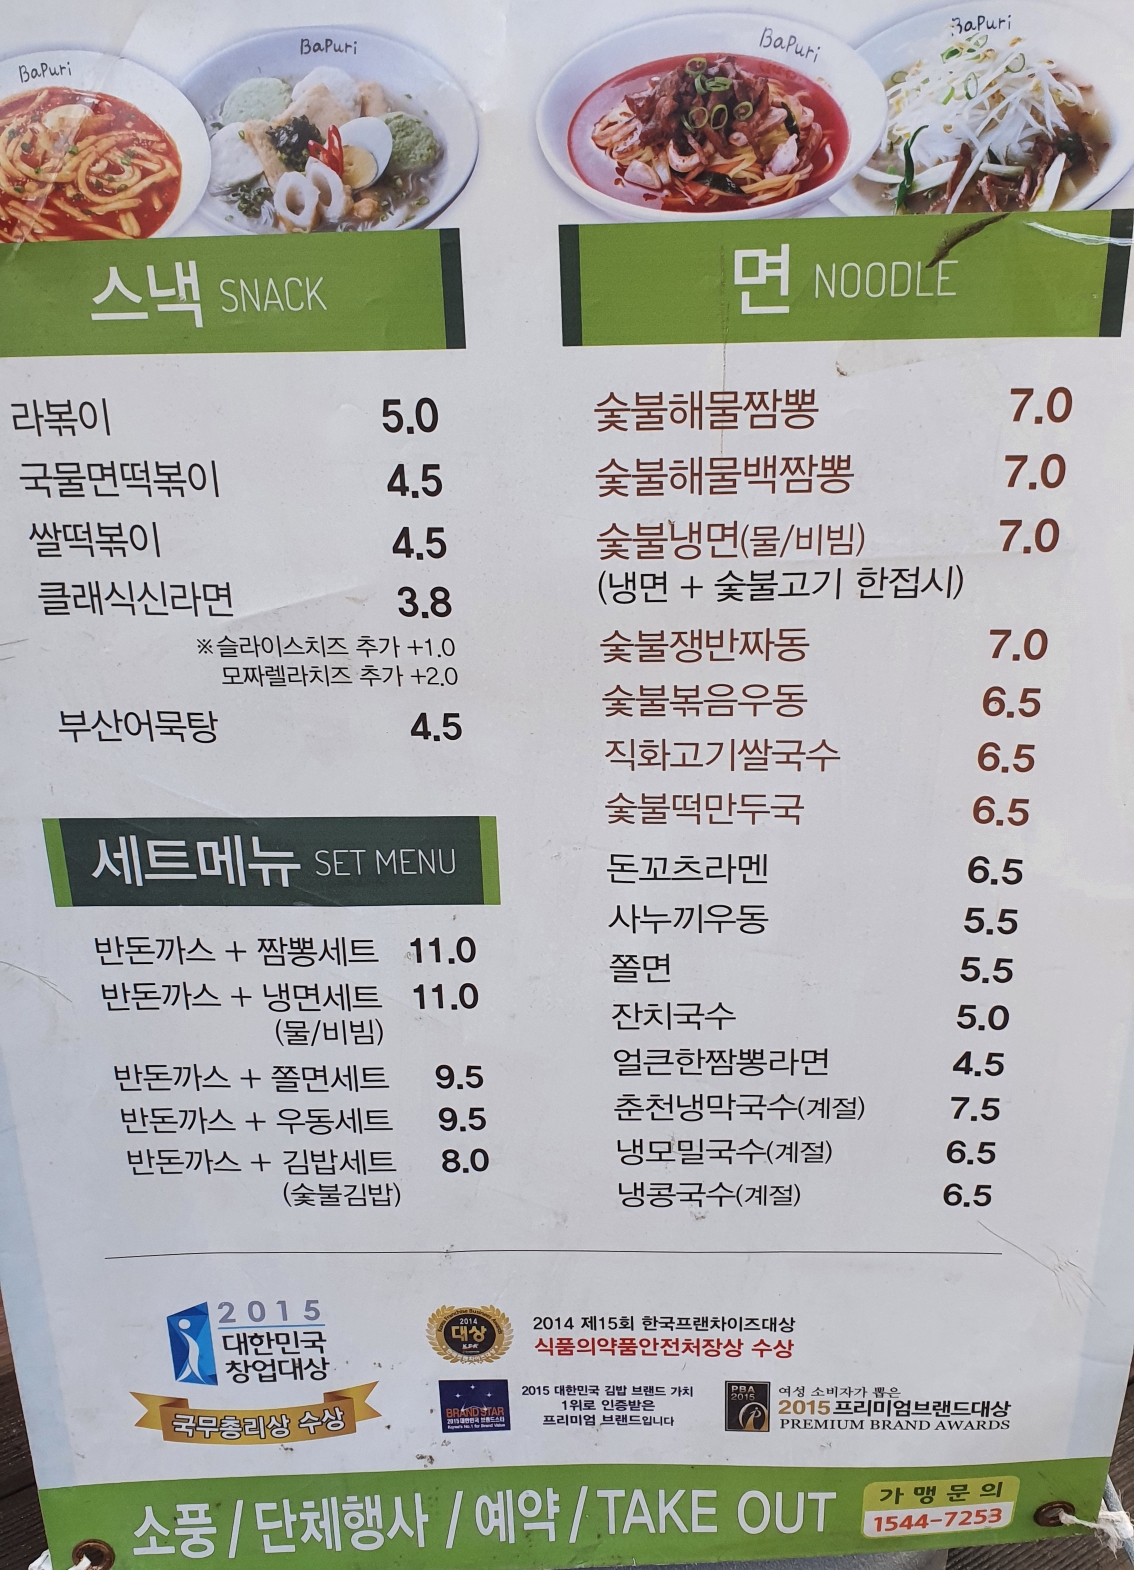 BaPuri
BaPuri
BaPuri
BaPuri
스낵 SNACK
라볶이 5.0
국물면떡볶이 4.5
쌀떡볶이 4.5
클래식신라면 3.8
※슬라이스치즈 추가 +1.0
모짜렐라치즈 추가 +2.0
부산어묵탕 4.5
세트메뉴 SET MENU
반돈까스 + 짬뽕세트 11.0
반돈까스 + 냉면세트 11.0
(물/비빔)
반돈까스 + 쫄면세트 9.5
반돈까스 + 우동세트 9.5
반돈까스 + 김밥세트 8.0
(숯불김밥)
면 NOODLE
숯불해물짬뽕 7.0
숯불해물백짬뽕 7.0
숯불냉면(물/비빔) 7.0
(냉면 + 숯불고기 한접시)
숯불쟁반짜동 7.0
숯불볶음우동 6.5
직화고기쌀국수 6.5
숯불떡만두국 6.5
돈꼬츠라멘 6.5
사누끼우동 5.5
쫄면 5.5
잔치국수 5.0
얼큰한짬뽕라면 4.5
춘천냉막국수(계절) 7.5
냉모밀국수(계절) 6.5
냉콩국수(계절) 6.5
2015
대한민국
창업대상
국무총리상 수상
2014
대상
2014 제15회 한국프랜차이즈대상
식품의약품안전처장상 수상
BRAND STAR
2015 대한민국 김밥 브랜드 가치
1위로 인증받은
프리미엄 브랜드입니다
PBA
2015
여성 소비자가 뽑은
2015 프리미엄브랜드대상
PREMIUM BRAND AWARDS
소풍 / 단체행사 / 예약 / TAKE OUT
가맹문의
1544-7253